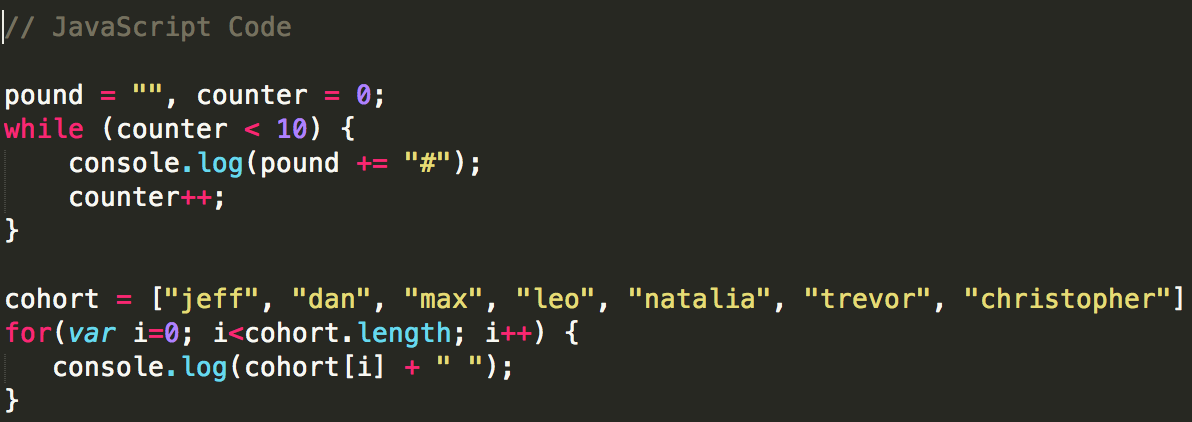 // JavaScript Code
pound = "", counter = 0;
while (counter < 10) {
    console.log(pound += "#");
    counter++;
}
cohort = ["jeff", "dan", "max", "leo", "natalia", "trevor", "christopher"]
for(var i=0; i<cohort.length; i++) {
   console.log(cohort[i] + " ");
}